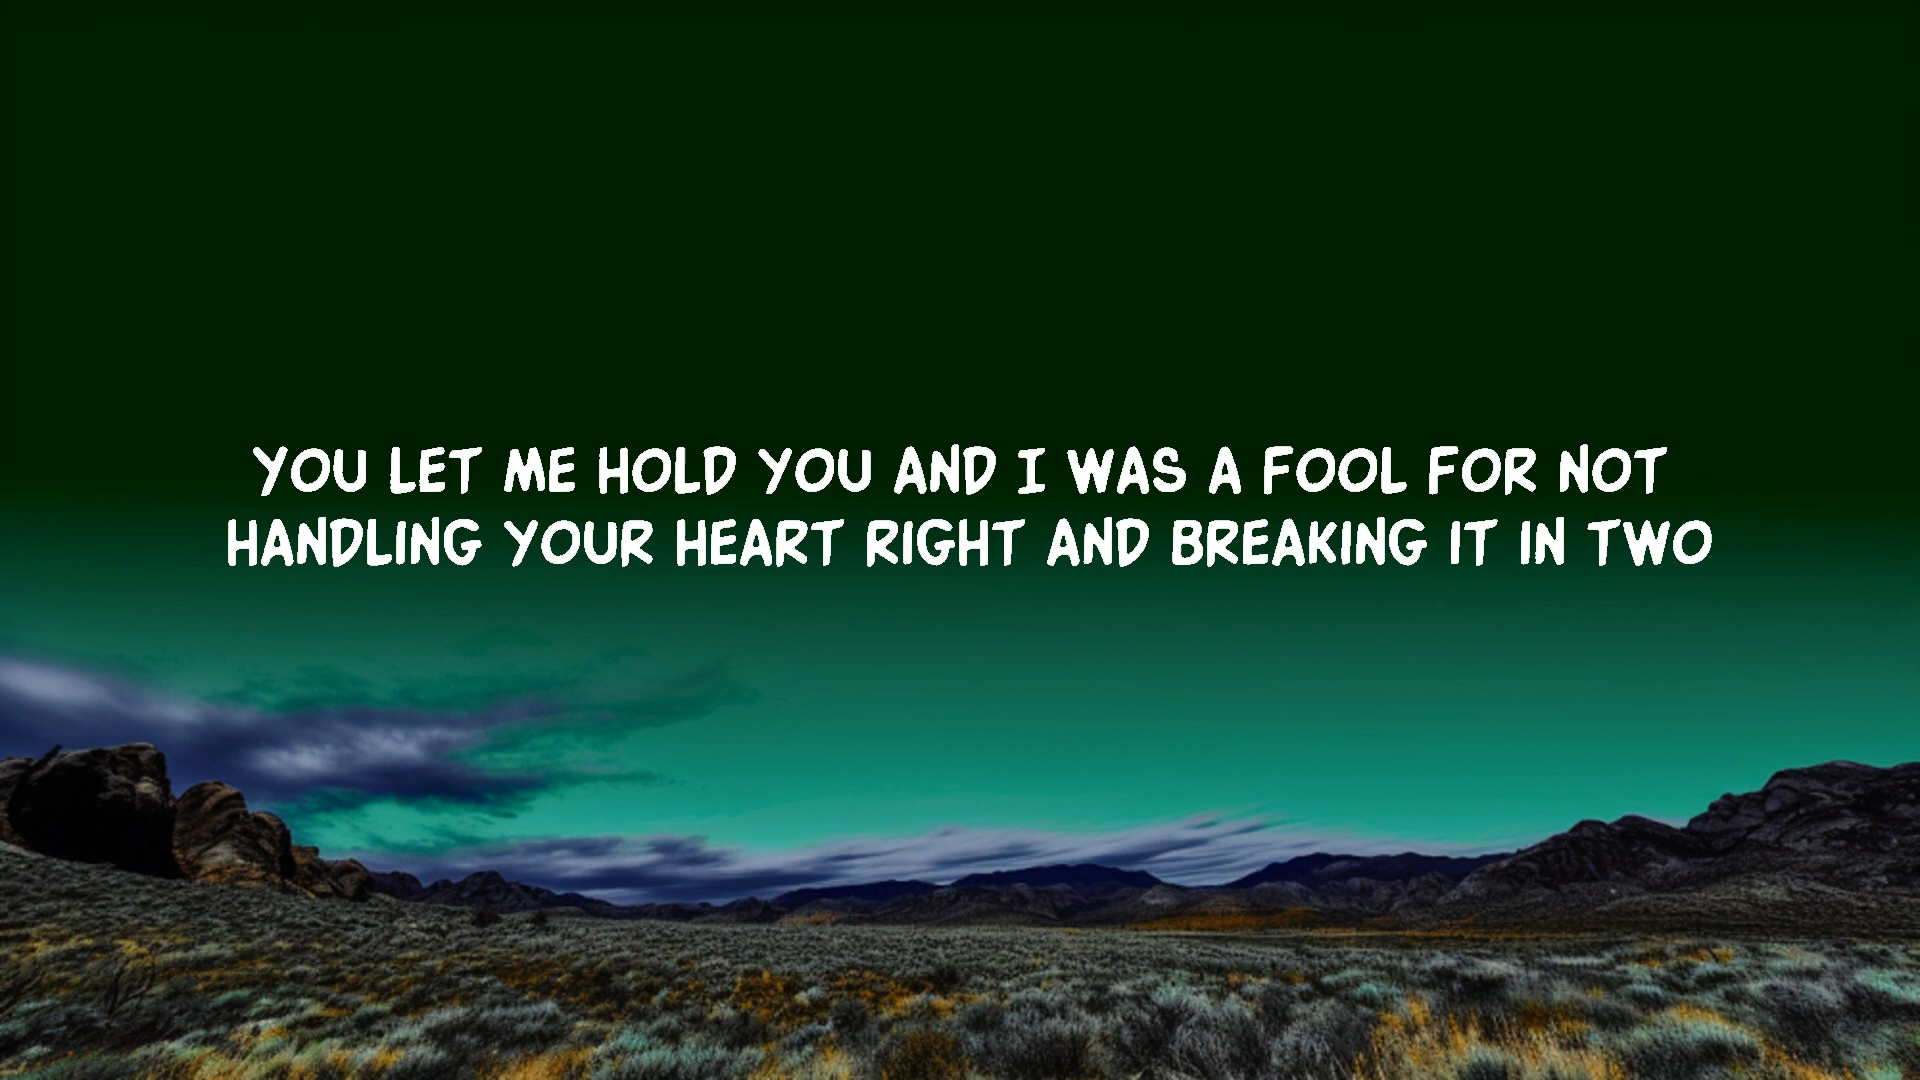 YOU LET ME HOLD YOU AND I WAS A FOOL FOR NOT
HANDLING YOUR HEART RIGHT AND BREAKING IT IN TWO